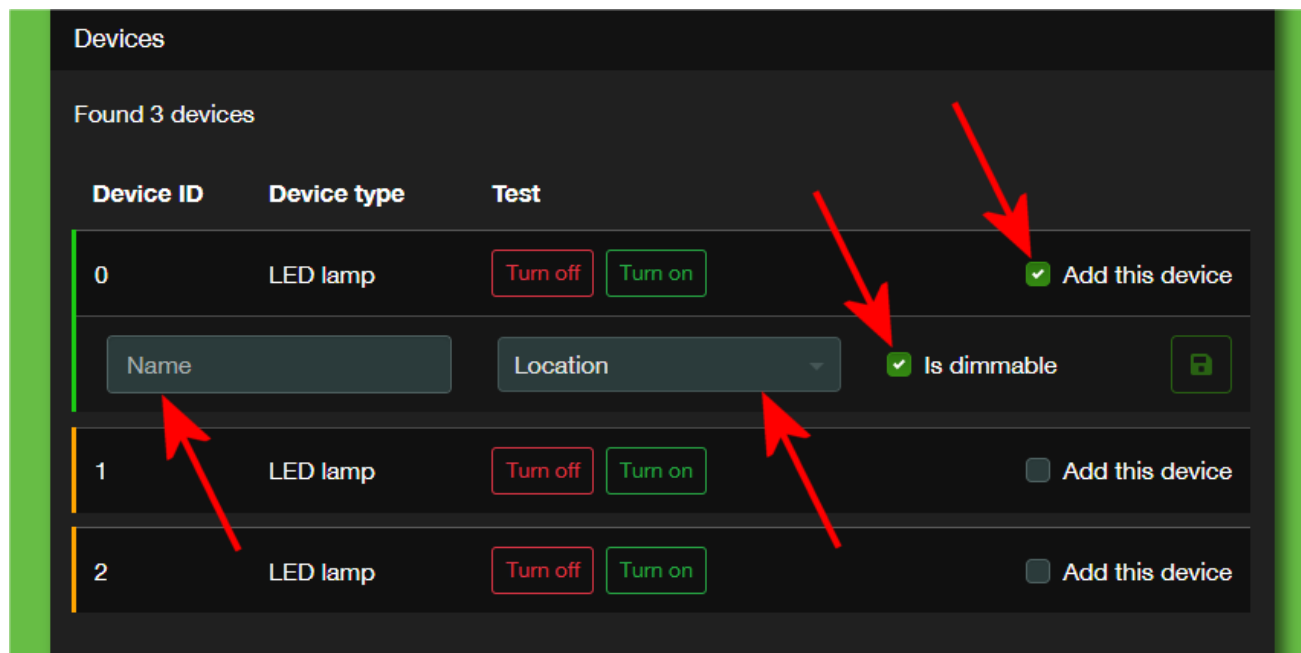 Devices
Found 3 devices
Device ID Device type Test
0 LED lamp Turn off Turn on Add this device
Name Location Is dimmable
1 LED lamp Turn off Turn on Add this device
2 LED lamp Turn off Turn on Add this device